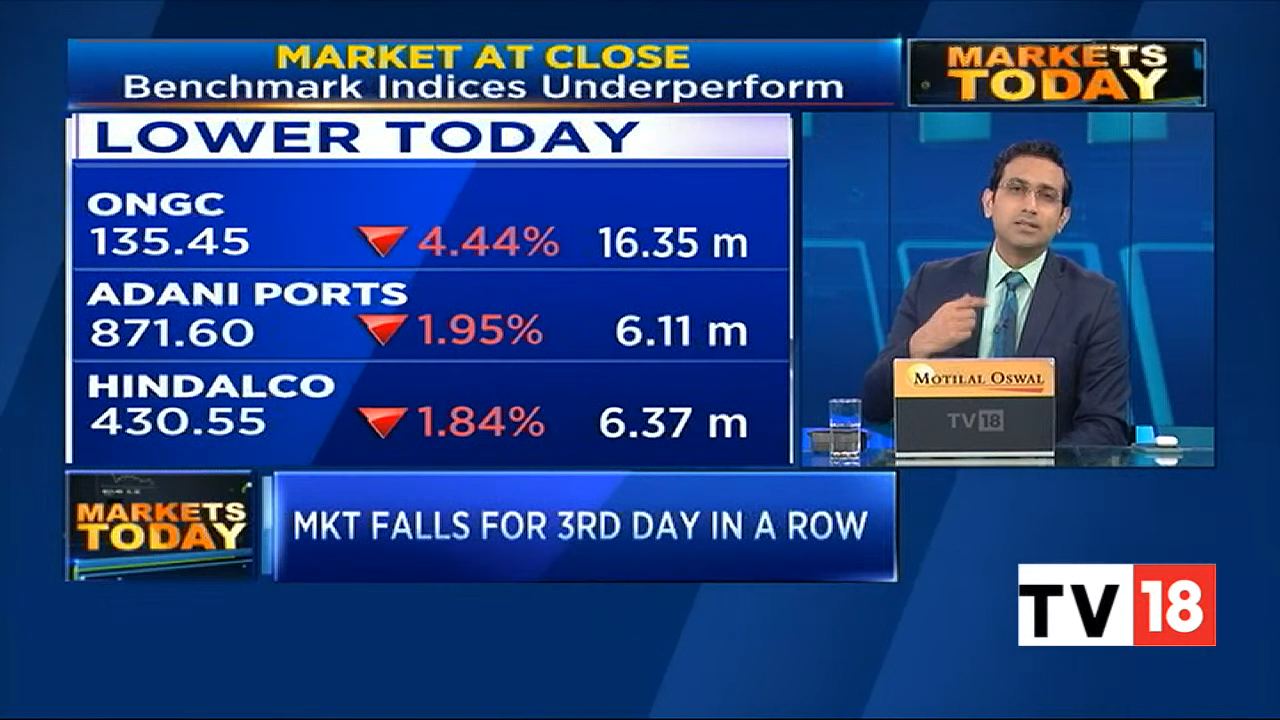 MARKET AT CLOSE
Benchmark Indices Underperform
MARKETS
TODAY
LOWER TODAY
ONGC
135.45 4.44% 16.35 m
ADANI PORTS
871.60 1.95% 6.11 m
HINDALCO
430.55 1.84% 6.37 m
MOTILAL OSWAL
TV18
MARKETS
TODAY
MKT FALLS FOR 3RD DAY IN A ROW
TV18